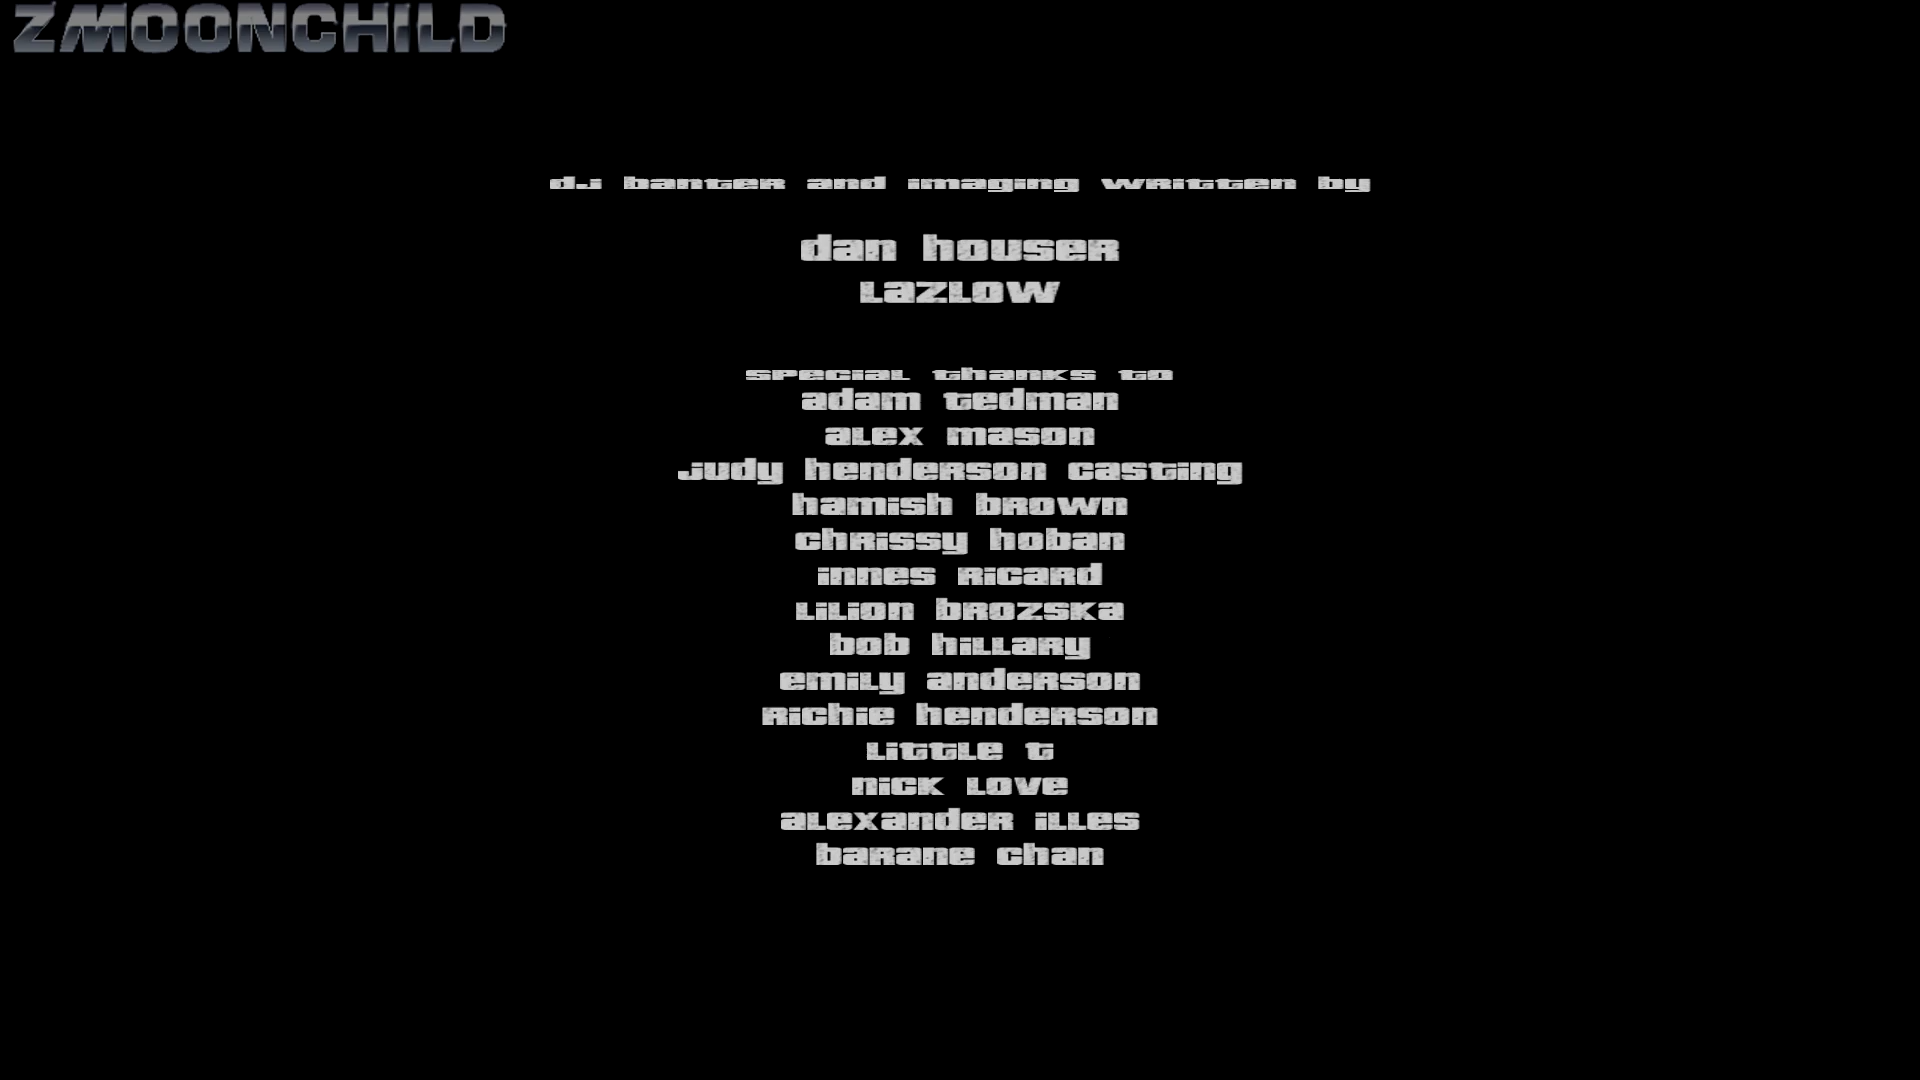 ZMOONCHILD
dj banter and imaging written by
dan houser
lazlow
special thanks to
adam tedman
alex mason
judy henderson casting
hamish brown
chrissy hoban
innes ricard
lilion brozska
bob hillary
emily anderson
richie henderson
little t
nick love
alexander illes
barane chan